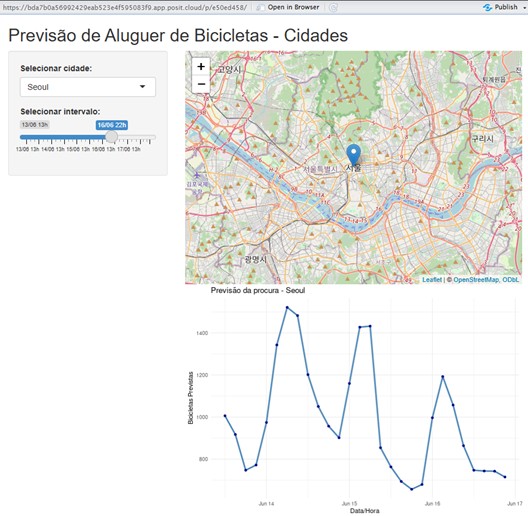 https://bda7b0a56992429eab523e4f595083f9.app.posit.cloud/p/e50ed458/
Open in Browser
Publish
Previsão de Aluguer de Bicicletas - Cidades
Selecionar cidade:
Seoul
Selecionar intervalo:
13/06 13h
16/06 22h
13/06 13h 14/06 13h 15/06 13h 16/06 13h 17/06 13h
+
−
고양시
구리시
서울특별시
서울
광명시
Leaflet | © OpenStreetMap, ODbL
Previsão da procura - Seoul
Bicicletas Previstas
1400
1200
1000
800
Jun 14
Jun 15
Jun 16
Jun 17
Data/Hora